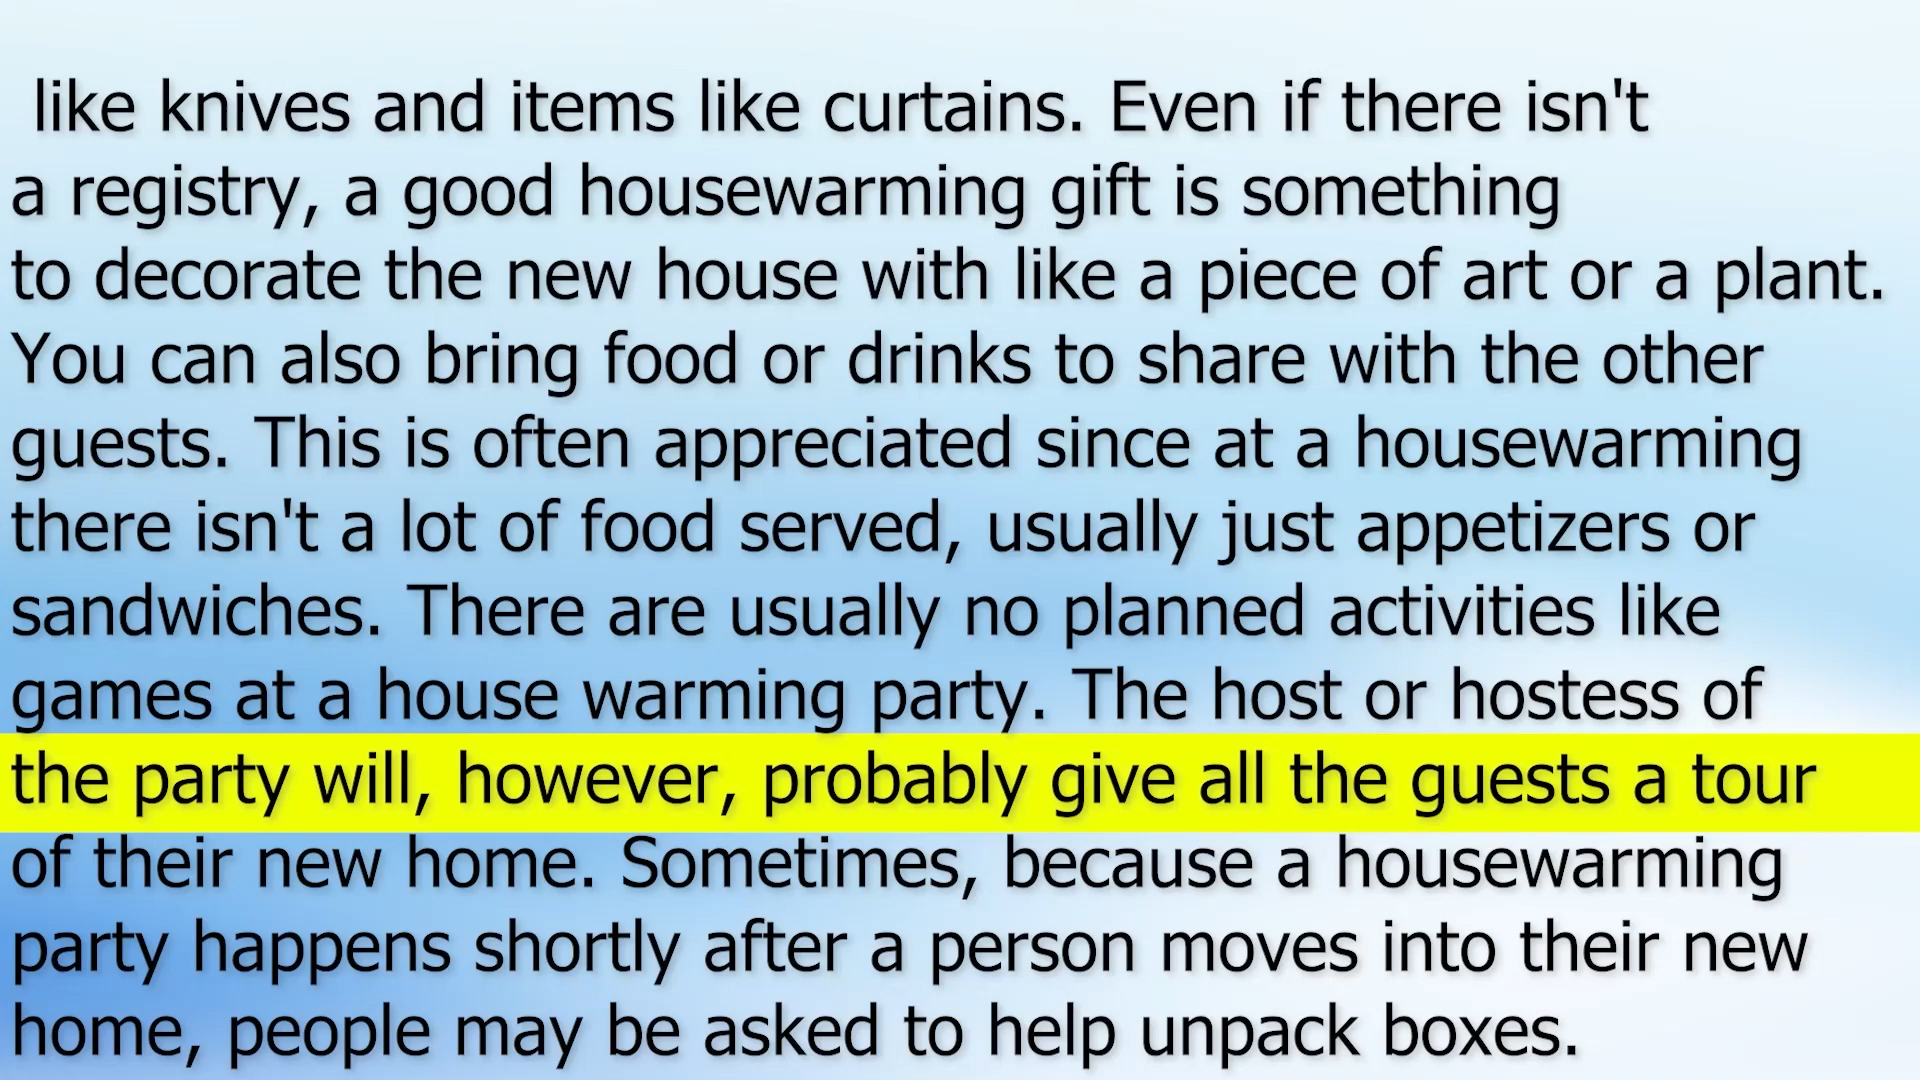 like knives and items like curtains. Even if there isn't
a registry, a good housewarming gift is something
to decorate the new house with like a piece of art or a plant.
You can also bring food or drinks to share with the other
guests. This is often appreciated since at a housewarming
there isn't a lot of food served, usually just appetizers or
sandwiches. There are usually no planned activities like
games at a house warming party. The host or hostess of
the party will, however, probably give all the guests a tour
of their new home. Sometimes, because a housewarming
party happens shortly after a person moves into their new
home, people may be asked to help unpack boxes.